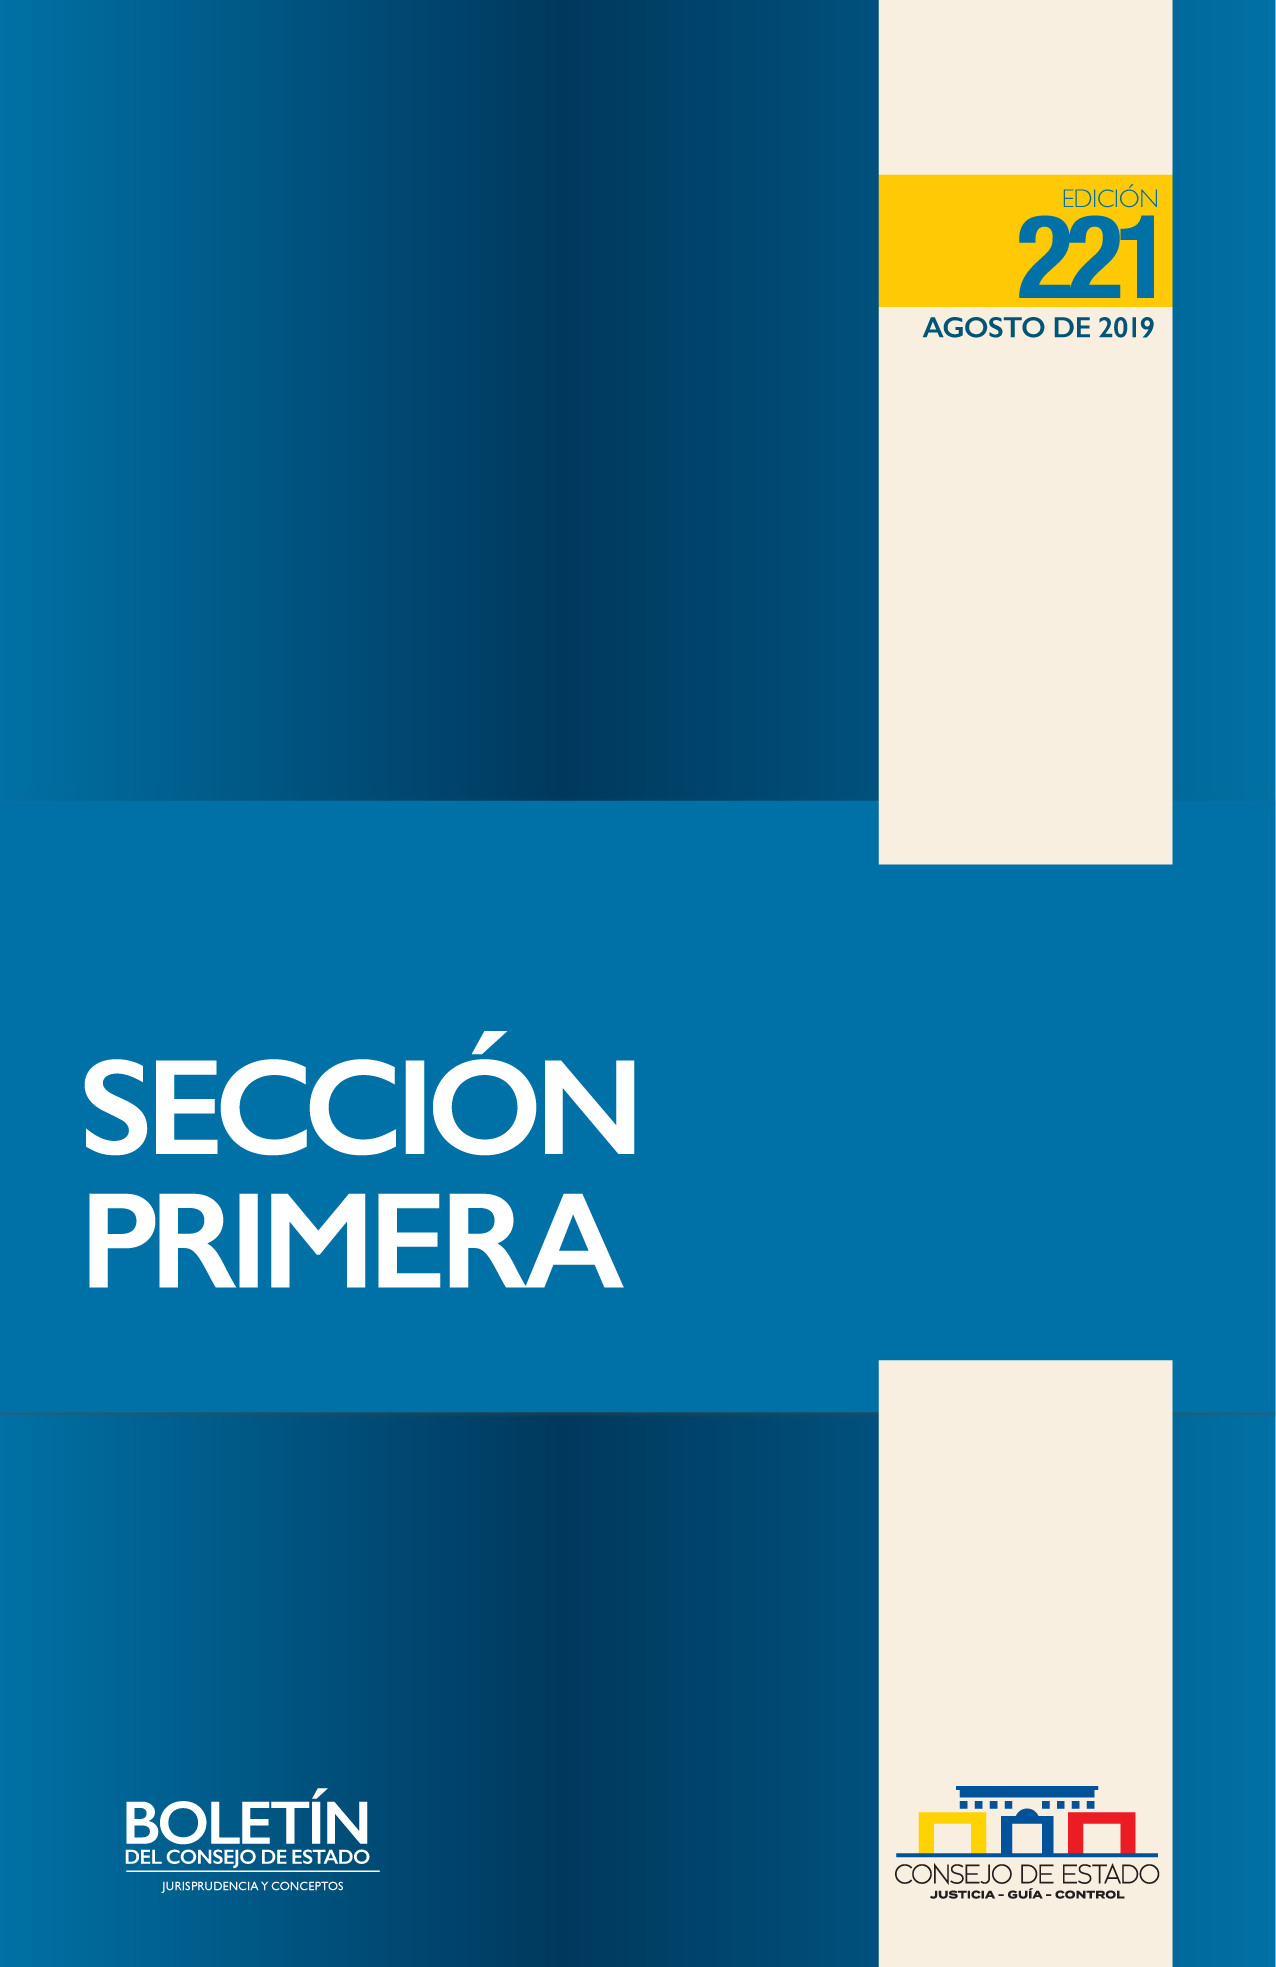 EDICIÓN
221
AGOSTO DE 2019
SECCIÓN
PRIMERA
BOLETÍN
DEL CONSEJO DE ESTADO
JURISPRUDENCIA Y CONCEPTOS
CONSEJO DE ESTADO
JUSTICIA - GUÍA - CONTROL